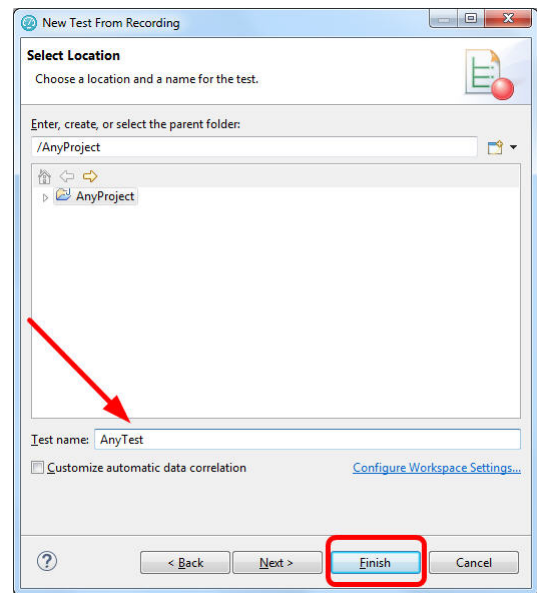 New Test From Recording
Select Location
Choose a location and a name for the test.
Enter, create, or select the parent folder:
/AnyProject
AnyProject
Test name: AnyTest
Customize automatic data correlation Configure Workspace Settings...
? < Back Next > Finish Cancel